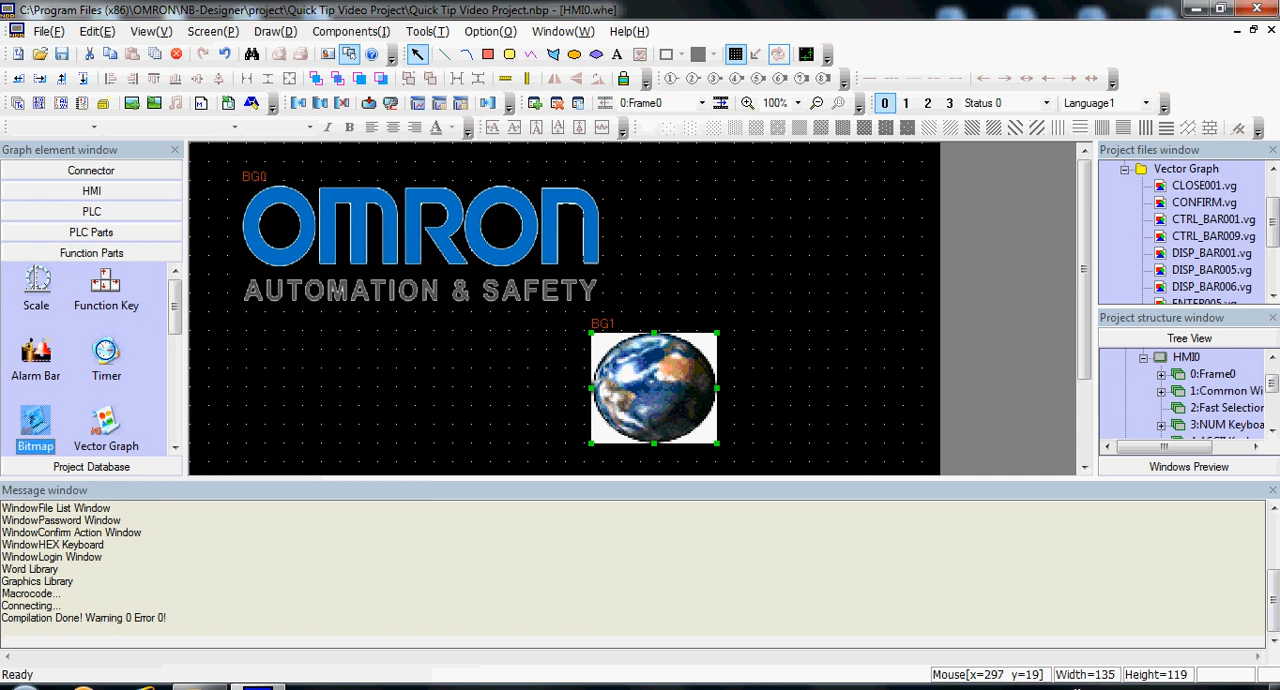 C:\Program Files (x86)\OMRON\NB-Designer\project\Quick Tip Video Project\Quick Tip Video Project.nbp - [HMI0.whe]
File(F) Edit(E) View(V) Screen(P) Draw(D) Components(I) Tools(T) Option(O) Window(W) Help(H)
0:Frame0 100% 0 1 2 3 Status 0 Language1
Graph element window
Connector
HMI
PLC
PLC Parts
Function Parts
Scale Function Key
Alarm Bar Timer
Bitmap Vector Graph
Project Database
BG0
OMRON
AUTOMATION & SAFETY
BG1
Project files window
Vector Graph
CLOSE001.vg
CONFIRM.vg
CTRL_BAR001.vg
CTRL_BAR009.vg
DISP_BAR001.vg
DISP_BAR005.vg
DISP_BAR006.vg
ENTER005.vg
Project structure window
Tree View
HMI0
0:Frame0
1:Common Wi
2:Fast Selection
3:NUM Keyboa
Windows Preview
Message window
WindowFile List Window
WindowPassword Window
WindowConfirm Action Window
WindowHEX Keyboard
WindowLogin Window
Word Library
Graphics Library
Macrocode...
Connecting...
Compilation Done! Warning 0 Error 0!
Ready
Mouse[x=297 y=19] Width=135 Height=119